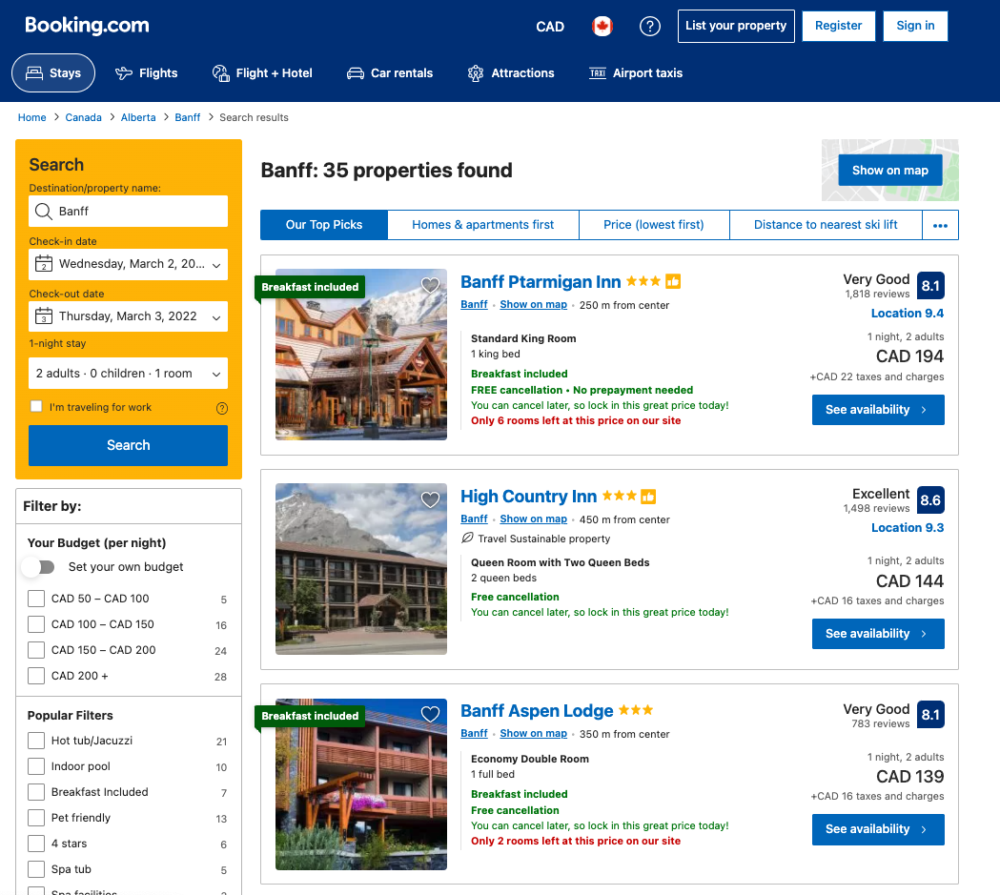 Booking.com
CAD
List your property
Register
Sign in
Stays
Flights
Flight + Hotel
Car rentals
Attractions
TAXI
Airport taxis
Home > Canada > Alberta > Banff > Search results
Search
Destination/property name:
Banff
Check-in date
2
Wednesday, March 2, 20...
Check-out date
3
Thursday, March 3, 2022
1-night stay
2 adults · 0 children · 1 room
I'm traveling for work
Search
Filter by:
Your Budget (per night)
Set your own budget
CAD 50 – CAD 100 5
CAD 100 – CAD 150 16
CAD 150 – CAD 200 24
CAD 200 + 28
Popular Filters
Hot tub/Jacuzzi 21
Indoor pool 10
Breakfast Included 7
Pet friendly 13
4 stars 6
Spa tub 5
Spa facilities
Banff: 35 properties found
Show on map
Our Top Picks
Homes & apartments first
Price (lowest first)
Distance to nearest ski lift
•••
Breakfast included
Banff Ptarmigan Inn
Banff • Show on map • 250 m from center
Standard King Room
1 king bed
Breakfast included
FREE cancellation • No prepayment needed
You can cancel later, so lock in this great price today!
Only 6 rooms left at this price on our site
Very Good
1,818 reviews
8.1
Location 9.4
1 night, 2 adults
CAD 194
+CAD 22 taxes and charges
See availability
High Country Inn
Banff • Show on map • 450 m from center
Travel Sustainable property
Queen Room with Two Queen Beds
2 queen beds
Free cancellation
You can cancel later, so lock in this great price today!
Excellent
1,498 reviews
8.6
Location 9.3
1 night, 2 adults
CAD 144
+CAD 16 taxes and charges
See availability
Breakfast included
Banff Aspen Lodge
Banff • Show on map • 350 m from center
Economy Double Room
1 full bed
Breakfast included
Free cancellation
You can cancel later, so lock in this great price today!
Only 2 rooms left at this price on our site
Very Good
783 reviews
8.1
1 night, 2 adults
CAD 139
+CAD 16 taxes and charges
See availability